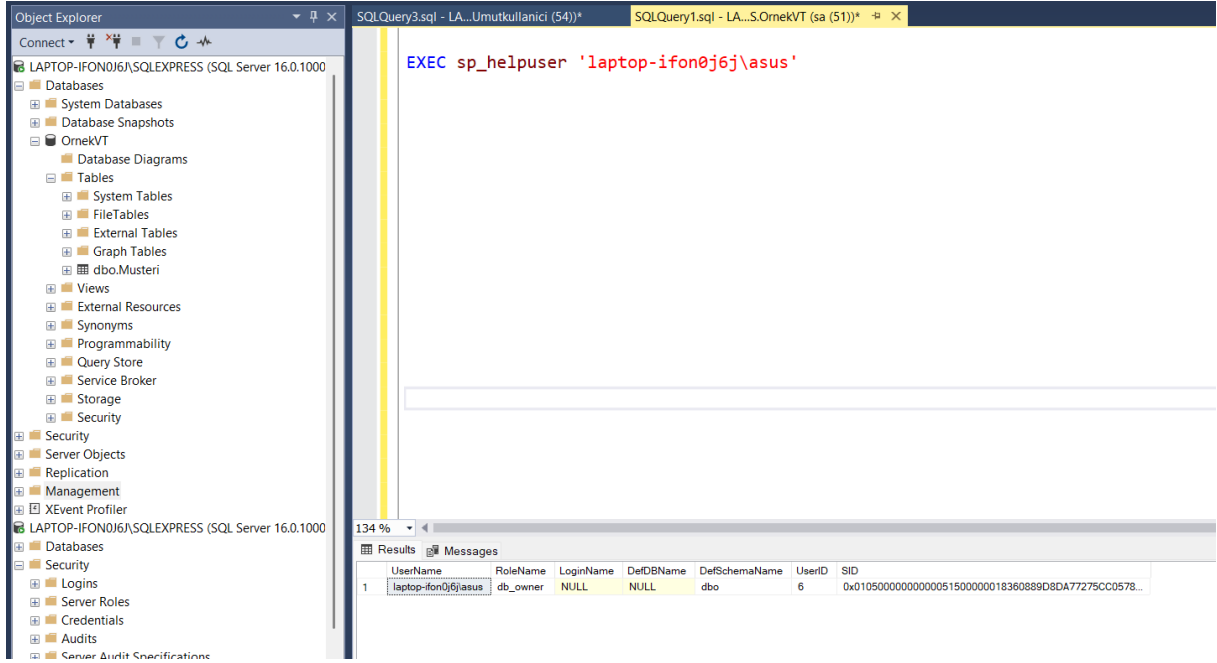 Object Explorer
SQLQuery3.sql - LA...Umutkullanici (54))*
SQLQuery1.sql - LA...S.OrnekVT (sa (51))*
Connect
LAPTOP-IFON0J6J\SQLEXPRESS (SQL Server 16.0.1000
Databases
System Databases
Database Snapshots
OrnekVT
Database Diagrams
Tables
System Tables
FileTables
External Tables
Graph Tables
dbo.Musteri
Views
External Resources
Synonyms
Programmability
Query Store
Service Broker
Storage
Security
Security
Server Objects
Replication
Management
XEvent Profiler
LAPTOP-IFON0J6J\SQLEXPRESS (SQL Server 16.0.1000
Databases
Security
Logins
Server Roles
Credentials
Audits
Server Audit Specifications
EXEC sp_helpuser 'laptop-ifon0j6j\asus'
134 %
Results Messages
UserName RoleName LoginName DefDBName DefSchemaName UserID SID
1 laptop-ifon0j6j\asus db_owner NULL NULL dbo 6 0x01050000000000051500000018360889D8DA77275CC0578...